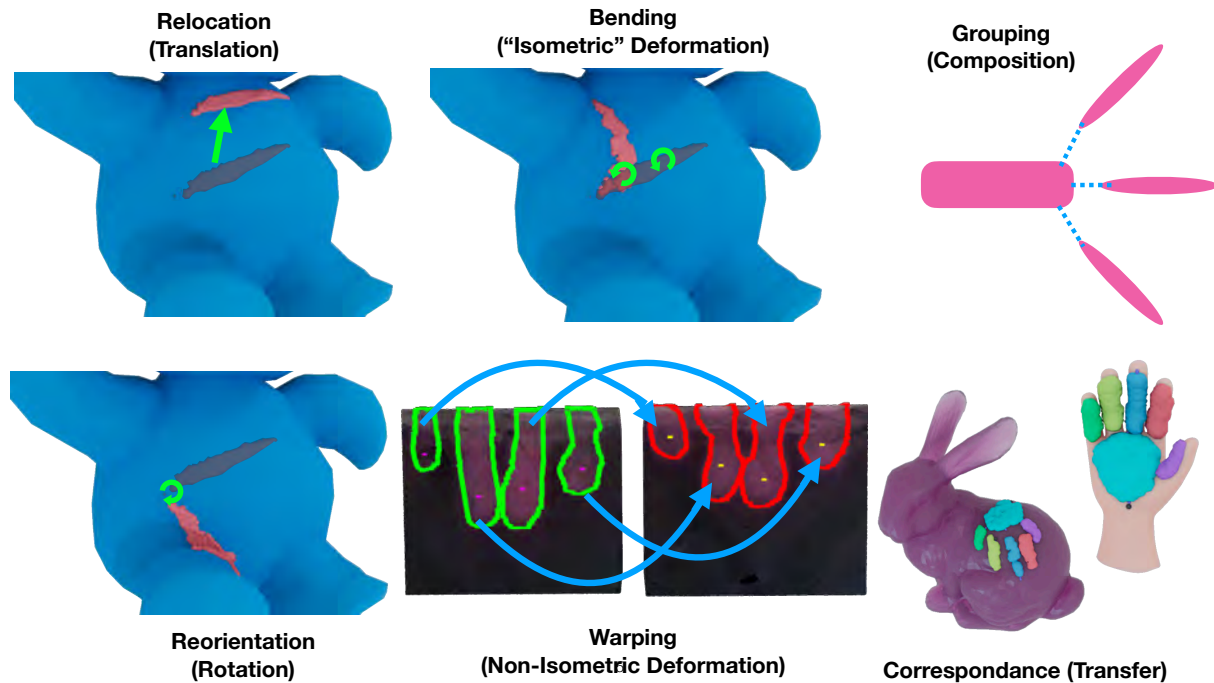 Relocation
(Translation)
Bending
(“Isometric” Deformation)
Grouping
(Composition)
Reorientation
(Rotation)
Warping
(Non-Isometric Deformation)
Correspondance (Transfer)